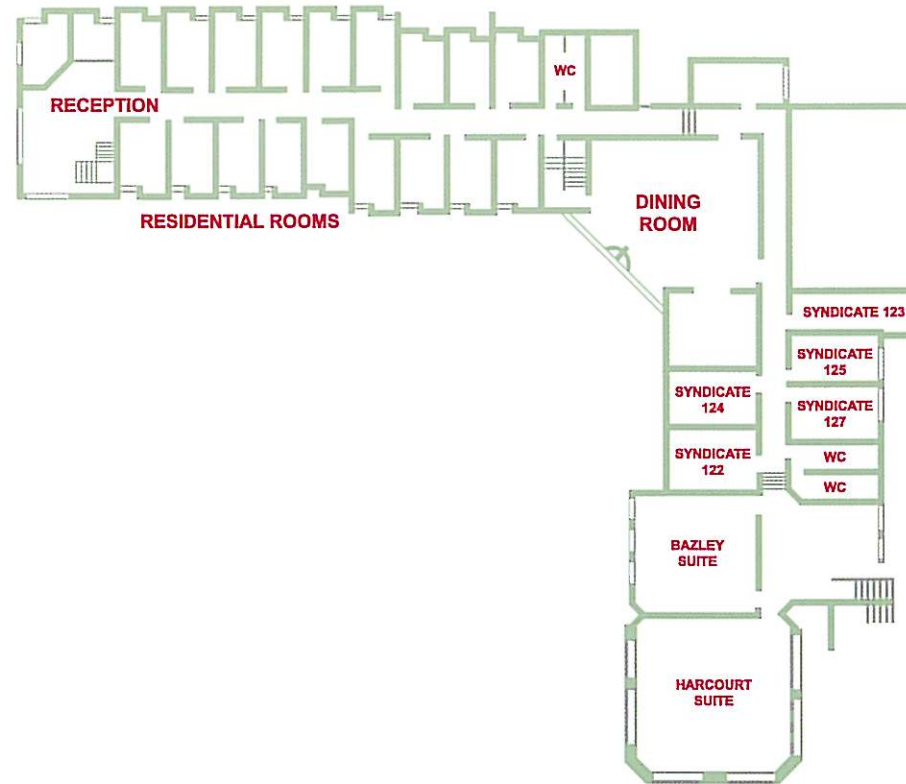 WC
RECEPTION
RESIDENTIAL ROOMS
DINING
ROOM
SYNDICATE 123
SYNDICATE
125
SYNDICATE
124
SYNDICATE
127
SYNDICATE
122
WC
WC
BAZLEY
SUITE
HARCOURT
SUITE